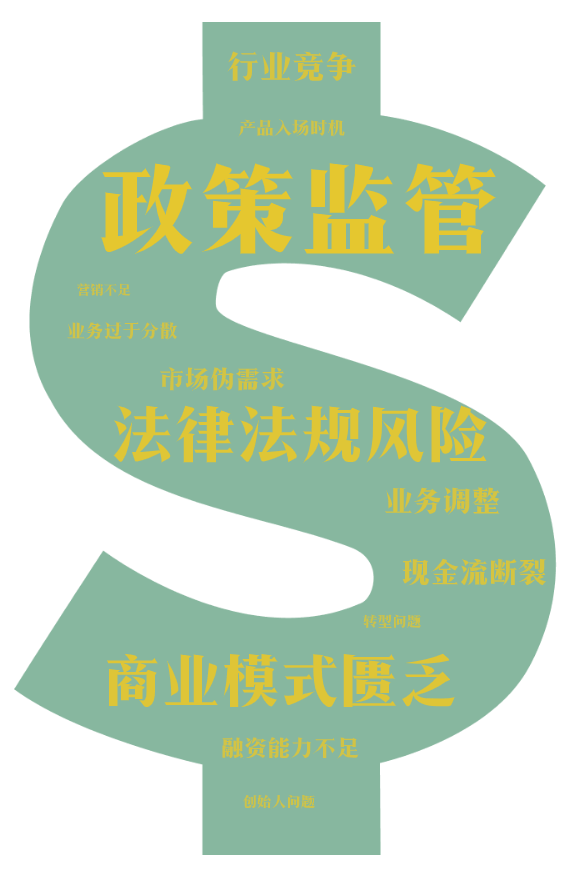 行业竞争
产品入场时机
政策监管
营销不足
业务过于分散
市场伪需求
法律法规风险
业务调整
现金流断裂
转型问题
商业模式匮乏
融资能力不足
创始人问题